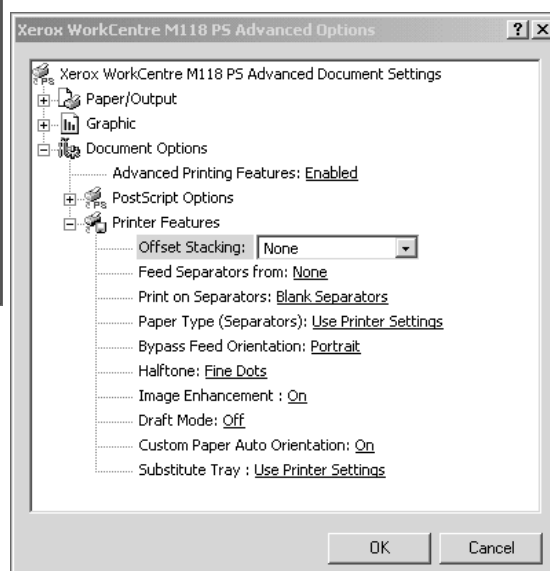 Xerox WorkCentre M118 PS Advanced Options
Xerox WorkCentre M118 PS Advanced Document Settings
Paper/Output
Graphic
Document Options
Advanced Printing Features: Enabled
PostScript Options
Printer Features
Offset Stacking: None
Feed Separators from: None
Print on Separators: Blank Separators
Paper Type (Separators): Use Printer Settings
Bypass Feed Orientation: Portrait
Halftone: Fine Dots
Image Enhancement : On
Draft Mode: Off
Custom Paper Auto Orientation: On
Substitute Tray : Use Printer Settings
OK Cancel